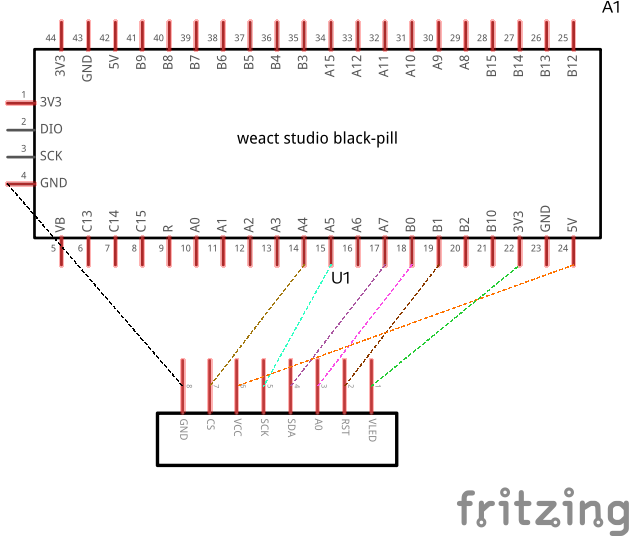 A1
44 43 42 41 40 39 38 37 36 35 34 33 32 31 30 29 28 27 26 25
3V3 GND 5V B9 B8 B7 B6 B5 B4 B3 A15 A12 A11 A10 A9 A8 B15 B14 B13 B12
1 3V3
2 DIO
3 SCK
4 GND
weact studio black-pill
VB C13 C14 C15 R A0 A1 A2 A3 A4 A5 A6 A7 B0 B1 B2 B10 3V3 GND 5V
5 6 7 8 9 10 11 12 13 14 15 16 17 18 19 20 21 22 23 24
U1
8 7 6 5 4 3 2 1
GND CS VCC SCK SDA A0 RST VLED
fritzing